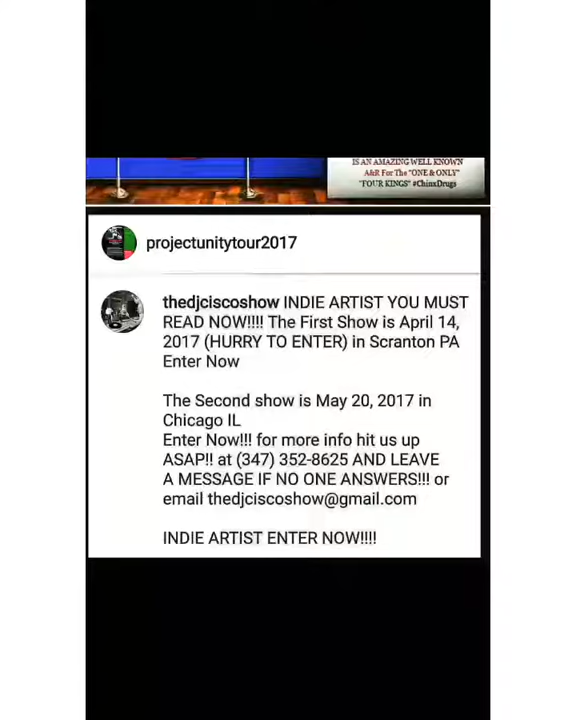 IS AN AMAZING WELL KNOWN
A&R For The "ONE & ONLY"
"FOUR KINGS" #ChinxDrugs
projectunitytour2017
thedjciscoshow INDIE ARTIST YOU MUST
READ NOW!!!! The First Show is April 14,
2017 (HURRY TO ENTER) in Scranton PA
Enter Now
The Second show is May 20, 2017 in
Chicago IL
Enter Now!!! for more info hit us up
ASAP!! at (347) 352-8625 AND LEAVE
A MESSAGE IF NO ONE ANSWERS!!! or
email thedjciscoshow@gmail.com
INDIE ARTIST ENTER NOW!!!!